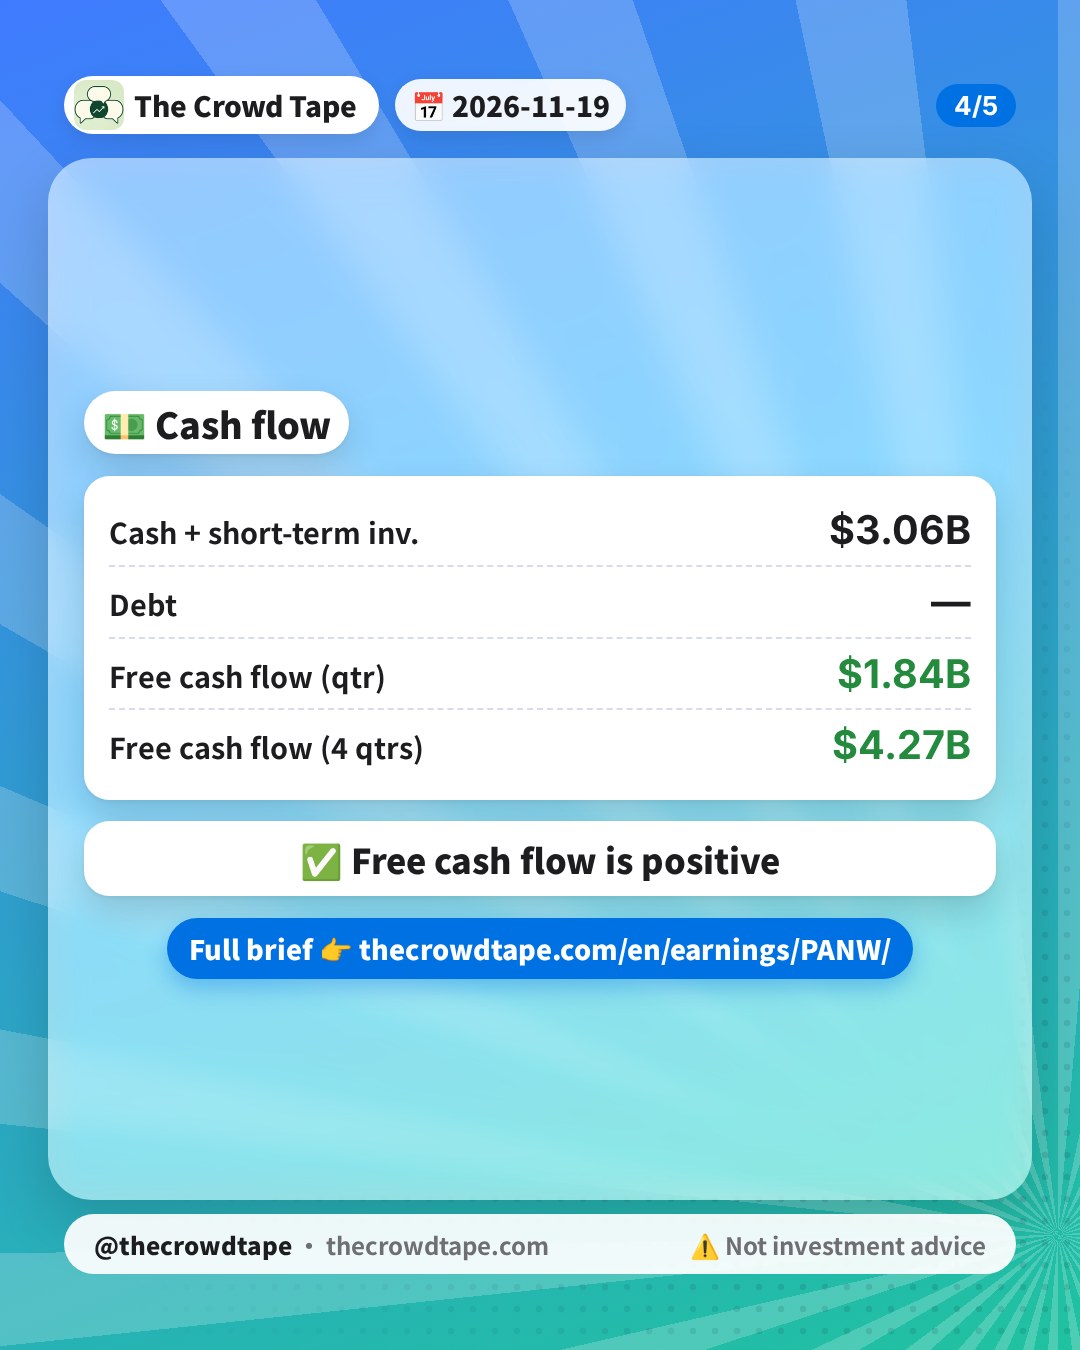 The Crowd Tape
📅 2026-11-19
4/5
💵 Cash flow
Cash + short-term inv. $3.06B
Debt —
Free cash flow (qtr) $1.84B
Free cash flow (4 qtrs) $4.27B
✅ Free cash flow is positive
Full brief 👉 thecrowdtape.com/en/earnings/PANW/
@thecrowdtape • thecrowdtape.com ⚠️ Not investment advice